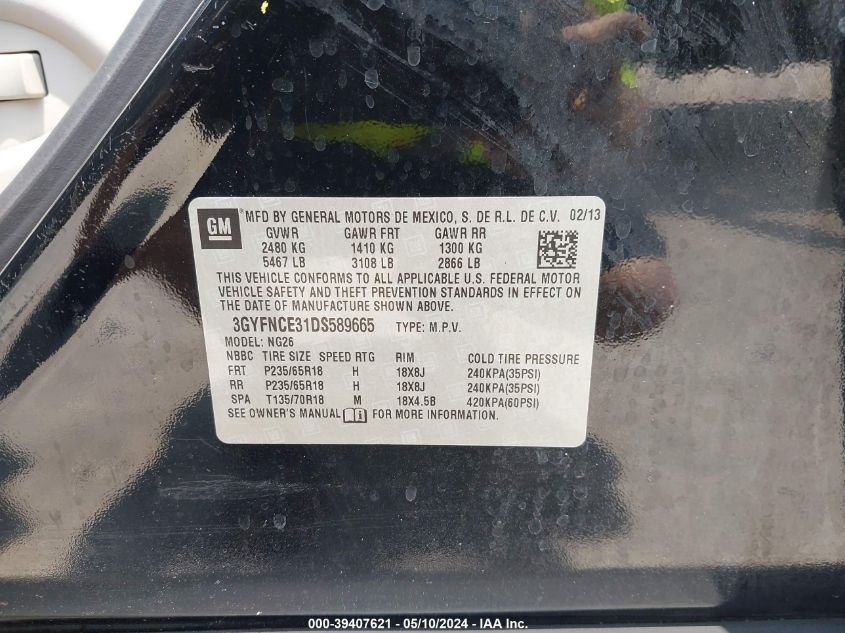 GM MFD BY GENERAL MOTORS DE MEXICO, S. DE R.L. DE C.V. 02/13
GVWR GAWR FRT GAWR RR
2480 KG 1410 KG 1300 KG
5467 LB 3108 LB 2866 LB
THIS VEHICLE CONFORMS TO ALL APPLICABLE U.S. FEDERAL MOTOR
VEHICLE SAFETY AND THEFT PREVENTION STANDARDS IN EFFECT ON
THE DATE OF MANUFACTURE SHOWN ABOVE.
3GYFNCE31DS589665 TYPE: M.P.V.
MODEL: NG26
NBBC TIRE SIZE SPEED RTG RIM COLD TIRE PRESSURE
FRT P235/65R18 H 18X8J 240KPA(35PSI)
RR P235/65R18 H 18X8J 240KPA(35PSI)
SPA T135/70R18 M 18X4.5B 420KPA(60PSI)
SEE OWNER'S MANUAL FOR MORE INFORMATION.
000-39407621 - 05/10/2024 - IAA Inc.